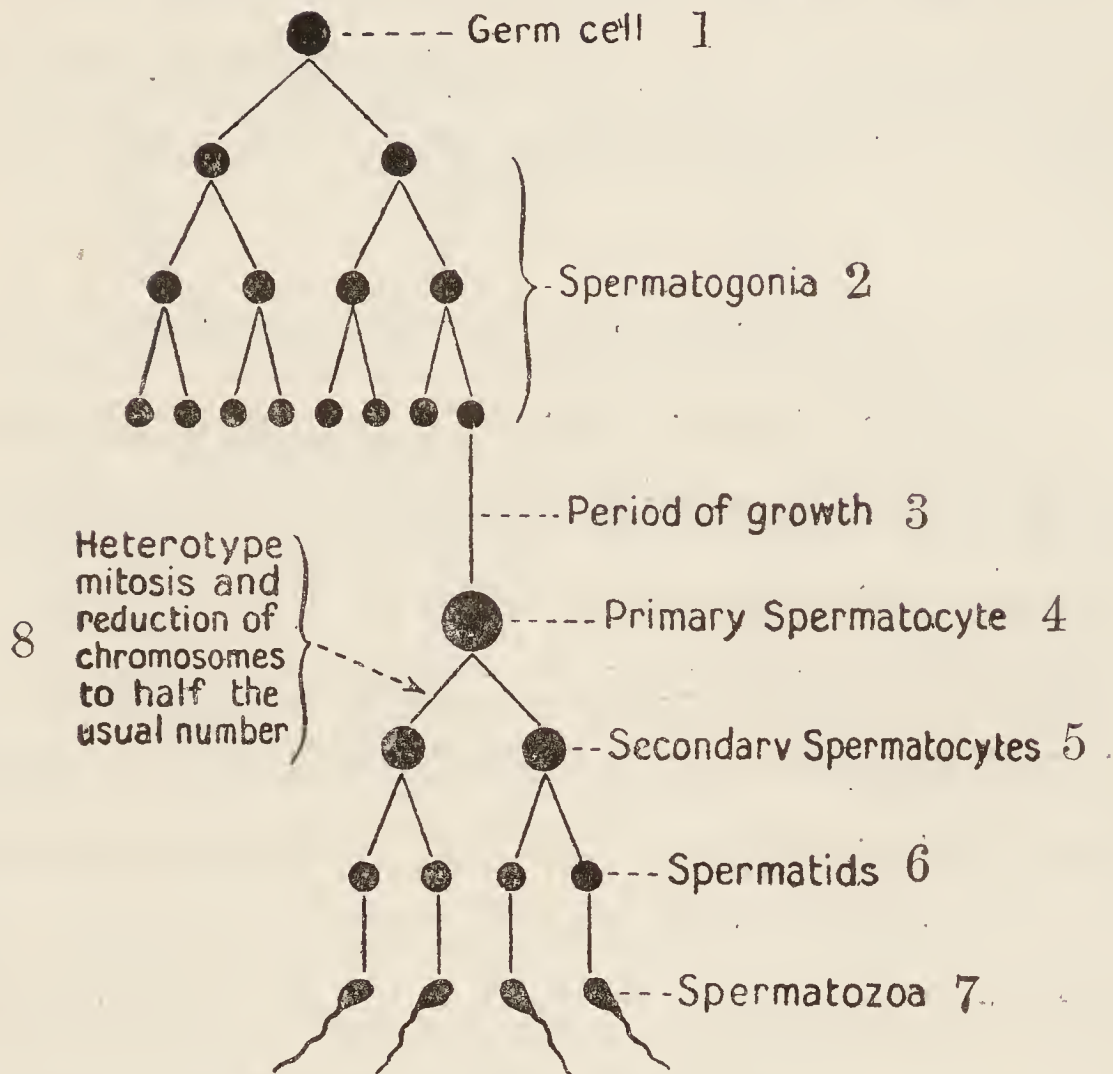 Germ cell 1
Spermatogonia 2
Period of growth 3
Heterotype
mitosis and
reduction of
chromosomes
to half the
usual number
8
Primary Spermatocyte 4
Secondary Spermatocytes 5
Spermatids 6
Spermatozoa 7